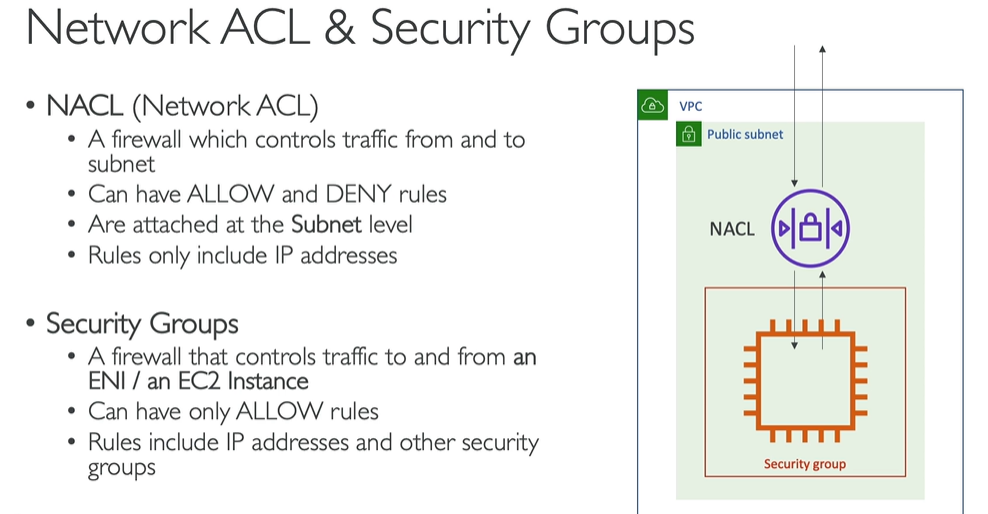 Network ACL & Security Groups
• NACL (Network ACL)
• A firewall which controls traffic from and to
subnet
• Can have ALLOW and DENY rules
• Are attached at the Subnet level
• Rules only include IP addresses
• Security Groups
• A firewall that controls traffic to and from an
ENI / an EC2 Instance
• Can have only ALLOW rules
• Rules include IP addresses and other security
groups
VPC
Public subnet
NACL
Security group